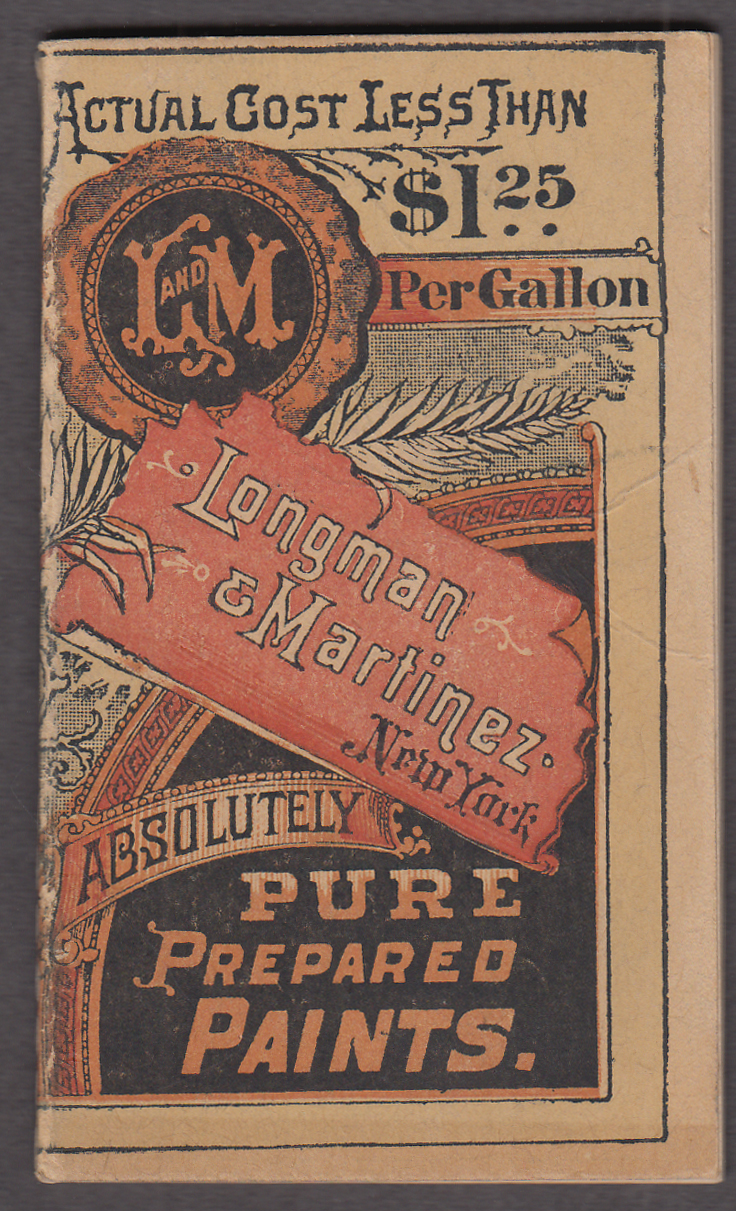 ACTUAL COST LESS THAN
$1.25
L AND M
Per Gallon
Longman
& Martinez.
New York
ABSOLUTELY
PURE
PREPARED
PAINTS.